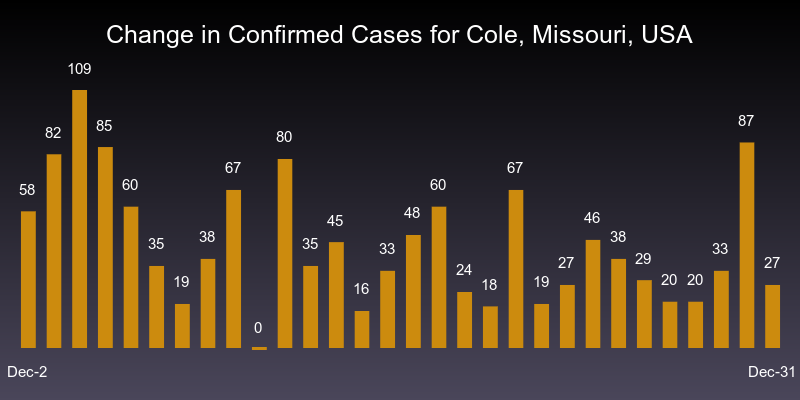 Change in Confirmed Cases for Cole, Missouri, USA
58 82 109 85 60 35 19 38 67 0 80 35 45 16 33 48 60 24 18 67 19 27 46 38 29 20 20 33 87 27
Dec-2 Dec-31